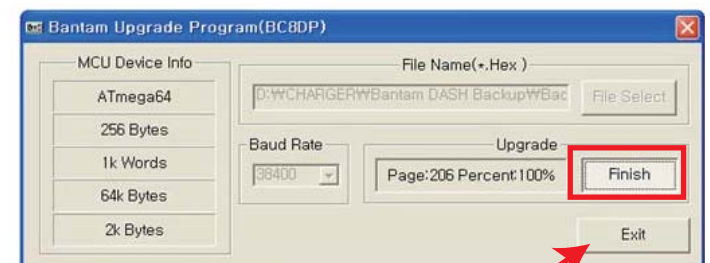 Bantam Upgrade Program(BC8DP)
MCU Device Info
ATmega64
256 Bytes
1k Words
64k Bytes
2k Bytes
File Name(*.Hex )
D:₩CHARGER₩Bantam DASH Backup₩Bac
File Select
Baud Rate
38400
Upgrade
Page:206 Percent:100%
Finish
Exit